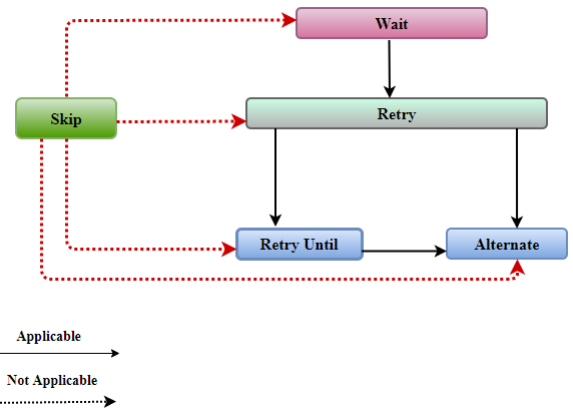 Wait
Skip
Retry
Retry Until
Alternate
Applicable
Not Applicable